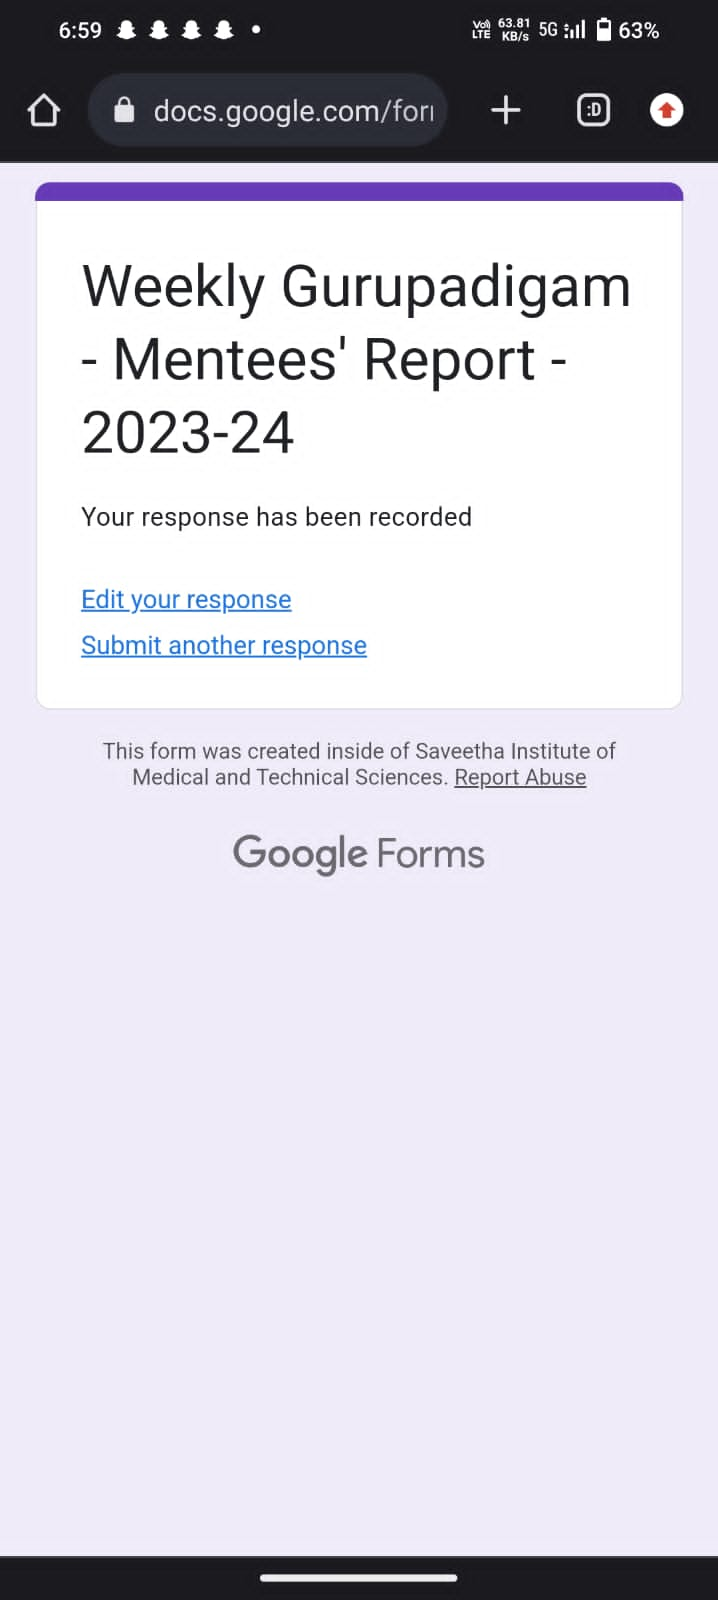 6:59
Vo) 63.81 5G 63%
LTE KB/s
docs.google.com/for
:D
Weekly Gurupadigam
- Mentees' Report -
2023-24
Your response has been recorded
Edit your response
Submit another response
This form was created inside of Saveetha Institute of
Medical and Technical Sciences. Report Abuse
Google Forms